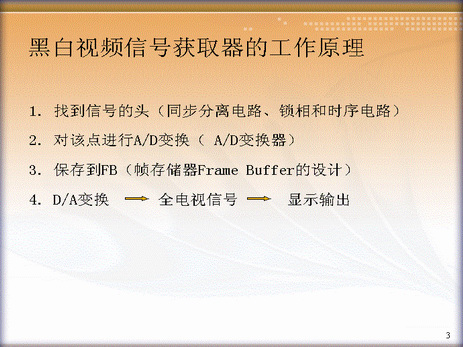 黑白视频信号获取器的工作原理
1. 找到信号的头（同步分离电路、锁相和时序电路）
2. 对该点进行A/D变换（ A/D变换器）
3. 保存到FB（帧存储器Frame Buffer的设计）
4. D/A变换 全电视信号 显示输出
3